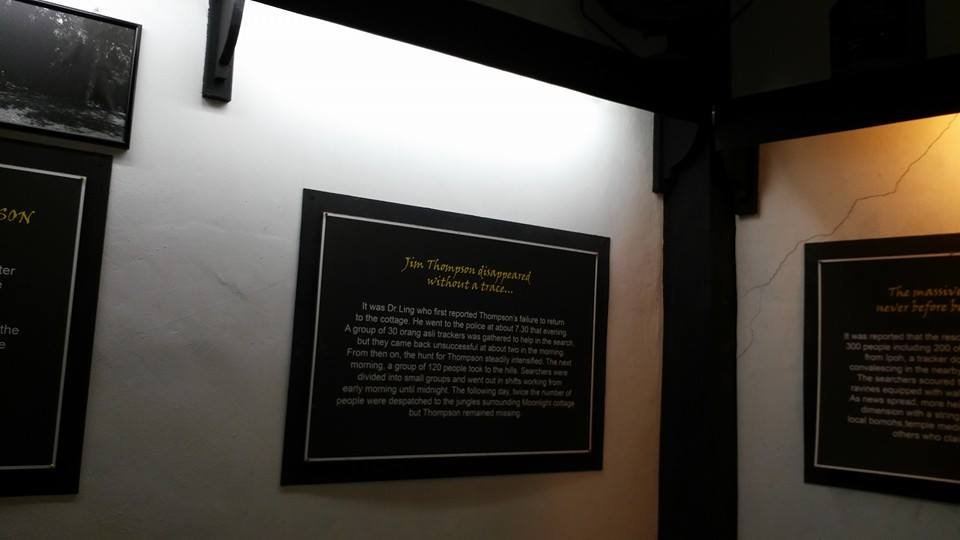 SON
ter
e
the
e
Jim Thompson disappeared
without a trace...
It was Dr Ling who first reported Thompson's failure to return
to the cottage. He went to the police at about 7.30 that evening.
A group of 30 orang asli trackers was gathered to help in the search,
but they came back unsuccessful at about two in the morning.
From then on, the hunt for Thompson steadily intensified. The next
morning, a group of 120 people took to the hills. Searchers were
divided into small groups and went out in shifts working from
early morning until midnight. The following day, twice the number of
people were despatched to the jungles surrounding Moonlight cottage
but Thompson remained missing.
The massive
never before b
It was reported that the resc
300 people including 200 of
from Ipoh, a tracker do
convalescing in the nearby
The searchers scoured t
ravines equipped with wal
As news spread, more hel
dimension with a string
local bomohs,temple medi
others who clai